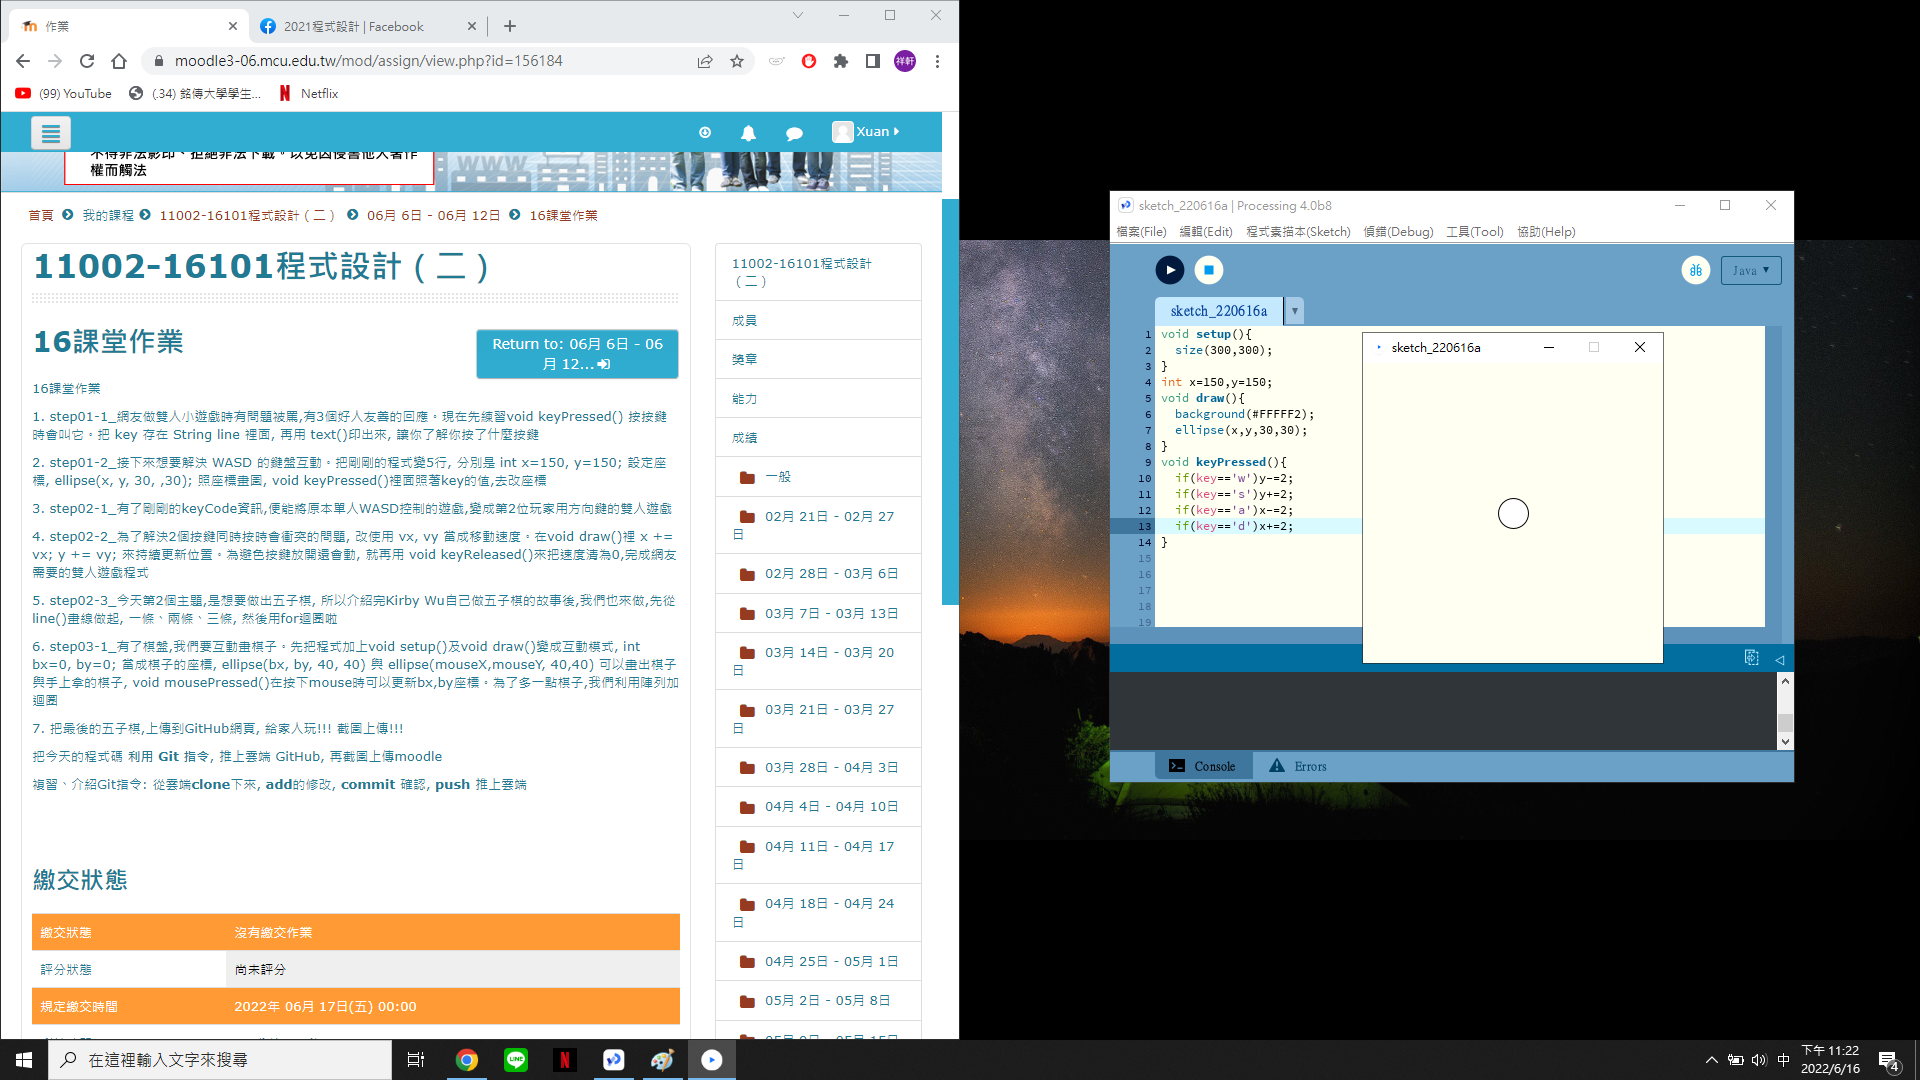 作業
2021程式設計 | Facebook
moodle3-06.mcu.edu.tw/mod/assign/view.php?id=156184
祥軒
(99) YouTube
(.34) 銘傳大學學生...
Netflix
Xuan
不得非法影印、拒絕非法下載。以免因侵害他人著作
權而觸法
WWW
首頁 我的課程 11002-16101程式設計（二） 06月 6日 - 06月 12日 16課堂作業
11002-16101程式設計（二）
16課堂作業
Return to: 06月 6日 - 06
月 12...
16課堂作業
1. step01-1_網友做雙人小遊戲時有問題被罵,有3個好人友善的回應。現在先練習void keyPressed() 按按鍵
時會叫它。把 key 存在 String line 裡面, 再用 text()印出來, 讓你了解你按了什麼按鍵
2. step01-2_接下來想要解決 WASD 的鍵盤互動。把剛剛的程式變5行, 分別是 int x=150, y=150; 設定座
標, ellipse(x, y, 30, ,30); 照座標畫圖, void keyPressed()裡面照著key的值,去改座標
3. step02-1_有了剛剛的keyCode資訊,便能將原本單人WASD控制的遊戲,變成第2位玩家用方向鍵的雙人遊戲
4. step02-2_為了解決2個按鍵同時按時會衝突的問題, 改使用 vx, vy 當成移動速度。在void draw()裡 x +=
vx; y += vy; 來持續更新位置。為避色按鍵放開還會動, 就再用 void keyReleased()來把速度清為0,完成網友
需要的雙人遊戲程式
5. step02-3_今天第2個主題,是想要做出五子棋, 所以介紹完Kirby Wu自己做五子棋的故事後,我們也來做,先從
line()畫線做起, 一條、兩條、三條, 然後用for迴圈啦
6. step03-1_有了棋盤,我們要互動畫棋子。先把程式加上void setup()及void draw()變成互動模式, int
bx=0, by=0; 當成棋子的座標, ellipse(bx, by, 40, 40) 與 ellipse(mouseX,mouseY, 40,40) 可以畫出棋子
與手上拿的棋子, void mousePressed()在按下mouse時可以更新bx,by座標。為了多一點棋子,我們利用陣列加
迴圈
7. 把最後的五子棋,上傳到GitHub網頁, 給家人玩!!! 截圖上傳!!!
把今天的程式碼 利用 Git 指令, 推上雲端 GitHub, 再截圖上傳moodle
複習、介紹Git指令: 從雲端clone下來, add的修改, commit 確認, push 推上雲端
繳交狀態
繳交狀態 沒有繳交作業
評分狀態 尚未評分
規定繳交時間 2022年 06月 17日(五) 00:00
11002-16101程式設計
（二）
成員
獎章
能力
成績
一般
02月 21日 - 02月 27
日
02月 28日 - 03月 6日
03月 7日 - 03月 13日
03月 14日 - 03月 20
日
03月 21日 - 03月 27
日
03月 28日 - 04月 3日
04月 4日 - 04月 10日
04月 11日 - 04月 17
日
04月 18日 - 04月 24
日
04月 25日 - 05月 1日
05月 2日 - 05月 8日
sketch_220616a | Processing 4.0b8
檔案(File) 編輯(Edit) 程式素描本(Sketch) 偵錯(Debug) 工具(Tool) 協助(Help)
Java
sketch_220616a
1 void setup(){
2 size(300,300);
3 }
4 int x=150,y=150;
5 void draw(){
6 background(#FFFFF2);
7 ellipse(x,y,30,30);
8 }
9 void keyPressed(){
10 if(key=='w')y-=2;
11 if(key=='s')y+=2;
12 if(key=='a')x-=2;
13 if(key=='d')x+=2;
14 }
15
16
17
18
19
sketch_220616a
Console
Errors
在這裡輸入文字來搜尋
LINE
中
下午 11:22
2022/6/16
4